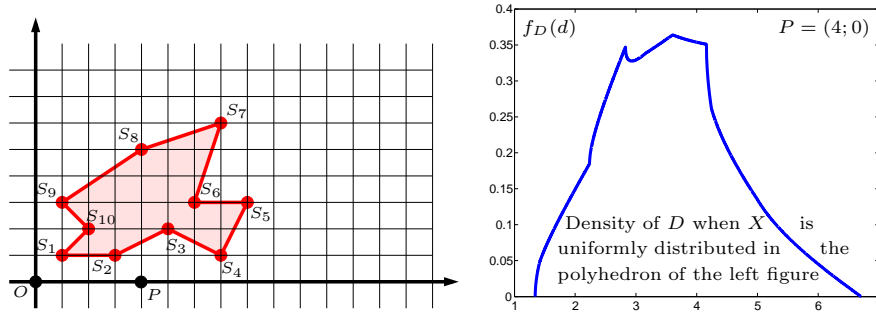 S7
S8
S9
S6
S5
S10
S1
S3
S2
S4
O
P
f_D(d)
P = (4; 0)
0.4
0.35
0.3
0.25
0.2
0.15
0.1
0.05
0
Density of D when X is
uniformly distributed in the
polyhedron of the left figure
1 2 3 4 5 6